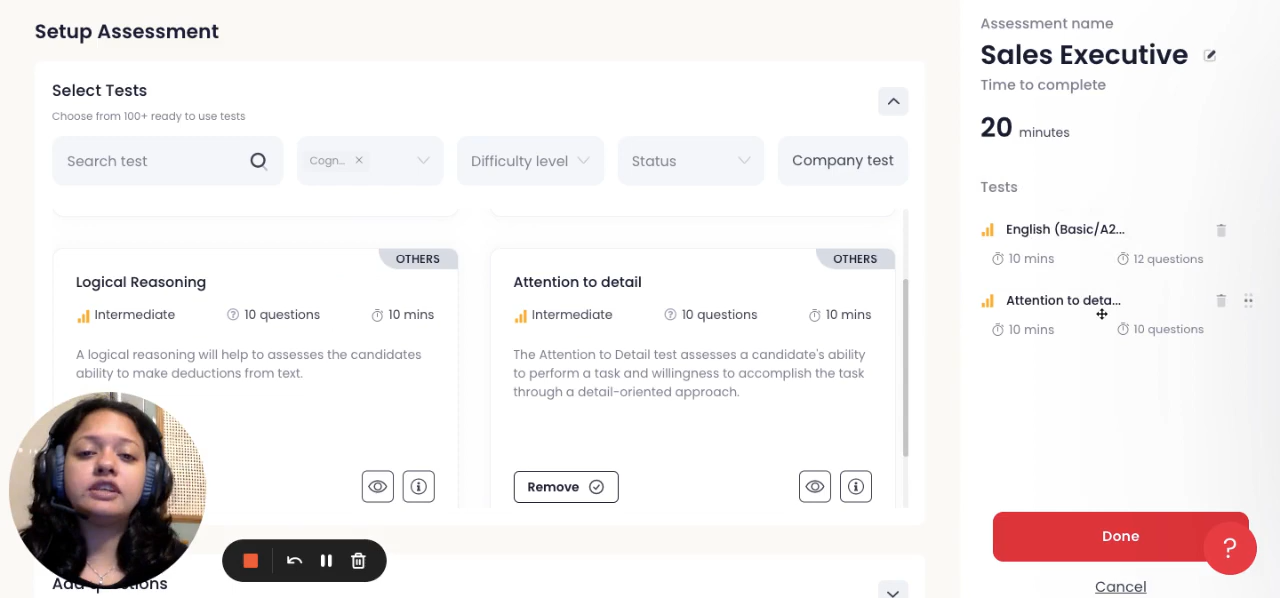 Setup Assessment
Select Tests
Choose from 100+ ready to use tests
Search test
Cogn...
Difficulty level
Status
Company test
OTHERS
Logical Reasoning
Intermediate
10 questions
10 mins
A logical reasoning will help to assesses the candidates
ability to make deductions from text.
OTHERS
Attention to detail
Intermediate
10 questions
10 mins
The Attention to Detail test assesses a candidate's ability
to perform a task and willingness to accomplish the task
through a detail-oriented approach.
Remove
Assessment name
Sales Executive
Time to complete
20 minutes
Tests
English (Basic/A2...
10 mins
12 questions
Attention to deta...
10 mins
10 questions
Done
?
Cancel